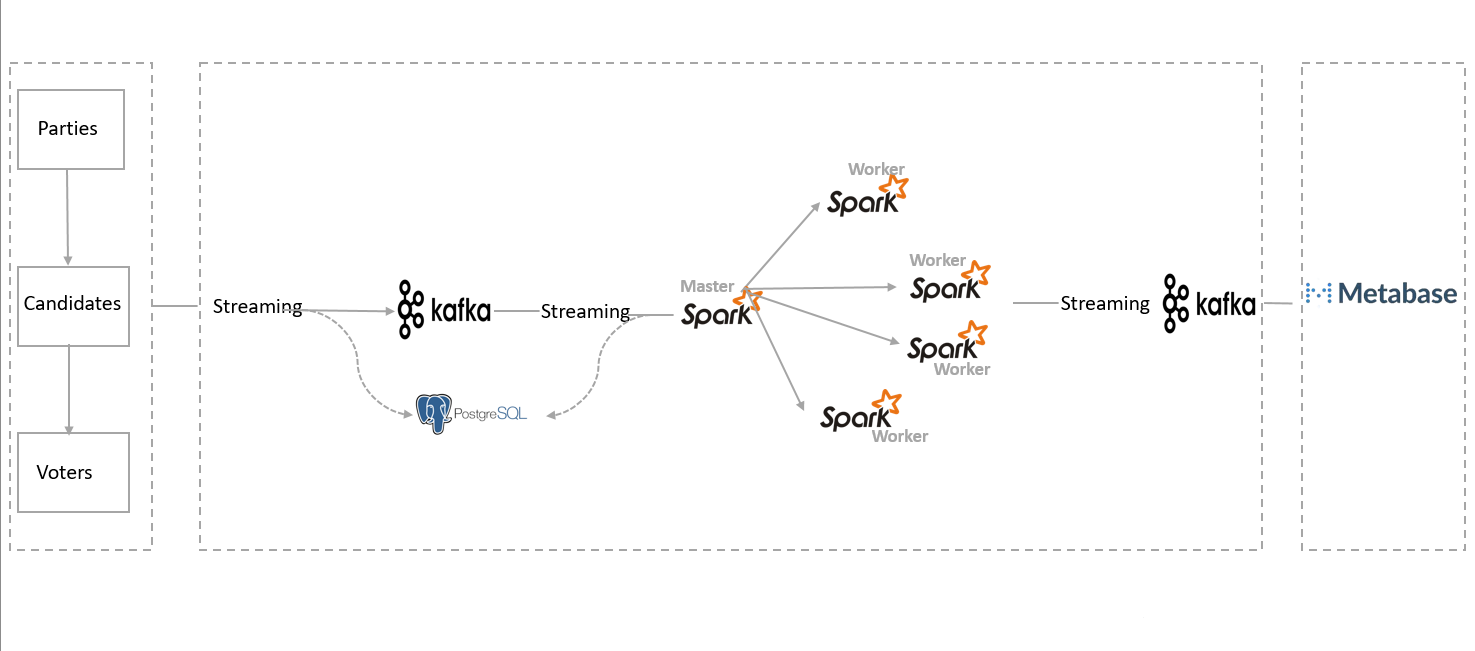 Parties
Candidates
Voters
Streaming
kafka
PostgreSQL
Streaming
Master
Spark
Worker
Spark
Worker
Spark
Spark
Worker
Spark
Worker
Streaming
kafka
Metabase